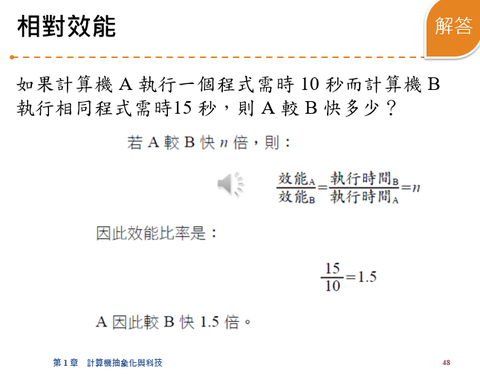 相對效能
解答
如果計算機 A 執行一個程式需時 10 秒而計算機 B
執行相同程式需時15 秒，則 A 較 B 快多少？
若 A 較 B 快 n 倍，則：
效能A/效能B=執行時間B/執行時間A=n
因此效能比率是：
15/10=1.5
A 因此較 B 快 1.5 倍。
第 1 章 計算機抽象化與科技
48